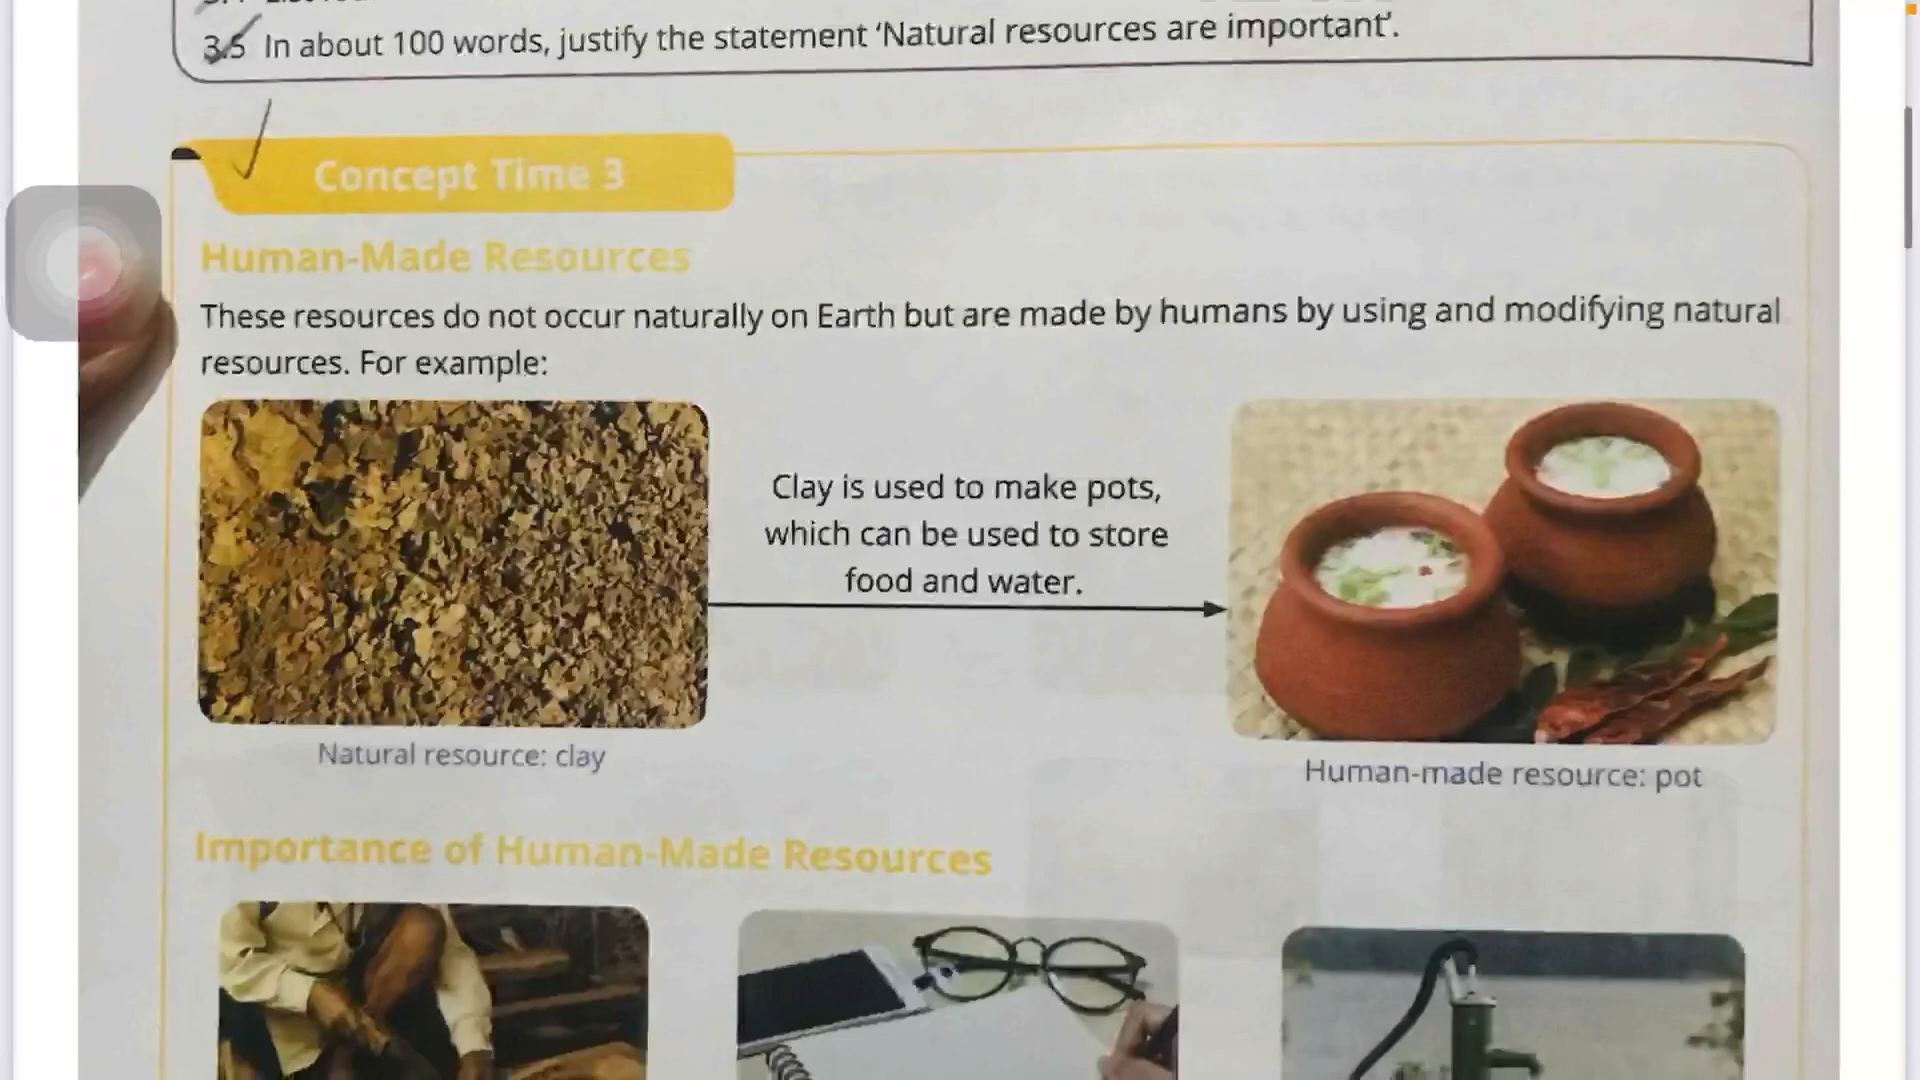 3.5 In about 100 words, justify the statement ‘Natural resources are important’.
Concept Time 3
Human-Made Resources
These resources do not occur naturally on Earth but are made by humans by using and modifying natural
resources. For example:
Clay is used to make pots,
which can be used to store
food and water.
Natural resource: clay
Human-made resource: pot
Importance of Human-Made Resources